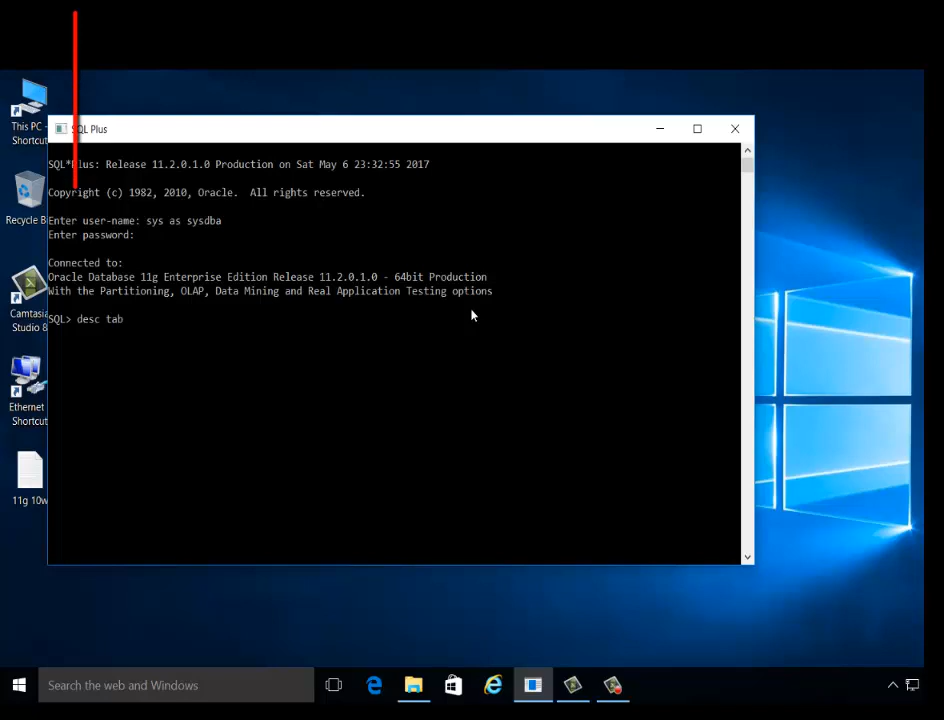 This PC -
Shortcut
SQL Plus
SQL*Plus: Release 11.2.0.1.0 Production on Sat May 6 23:32:55 2017
Copyright (c) 1982, 2010, Oracle.  All rights reserved.
Recycle B
Enter user-name: sys as sysdba
Enter password:
Connected to:
Oracle Database 11g Enterprise Edition Release 11.2.0.1.0 - 64bit Production
With the Partitioning, OLAP, Data Mining and Real Application Testing options
Camtasia
Studio 8
SQL> desc tab
Ethernet
Shortcut
11g 10w
Search the web and Windows